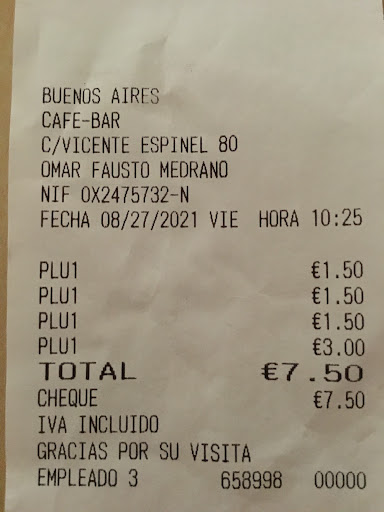 BUENOS AIRES
CAFE-BAR
C/VICENTE ESPINEL 80
OMAR FAUSTO MEDRANO
NIF 0X2475732-N
FECHA 08/27/2021 VIE HORA 10:25
PLU1 €1.50
PLU1 €1.50
PLU1 €1.50
PLU1 €3.00
TOTAL €7.50
CHEQUE €7.50
IVA INCLUIDO
GRACIAS POR SU VISITA
EMPLEADO 3 658998 00000